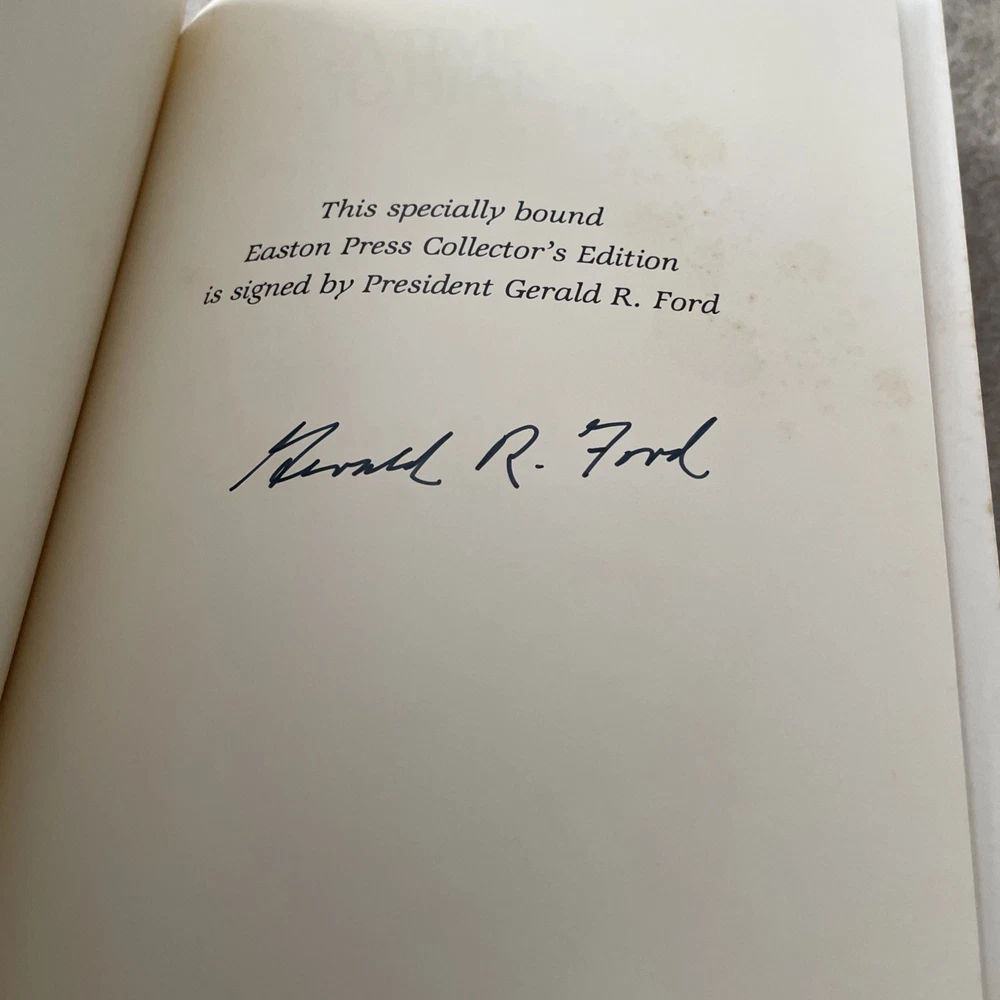 This specially bound
Easton Press Collector's Edition
is signed by President Gerald R. Ford
Gerald R. Ford